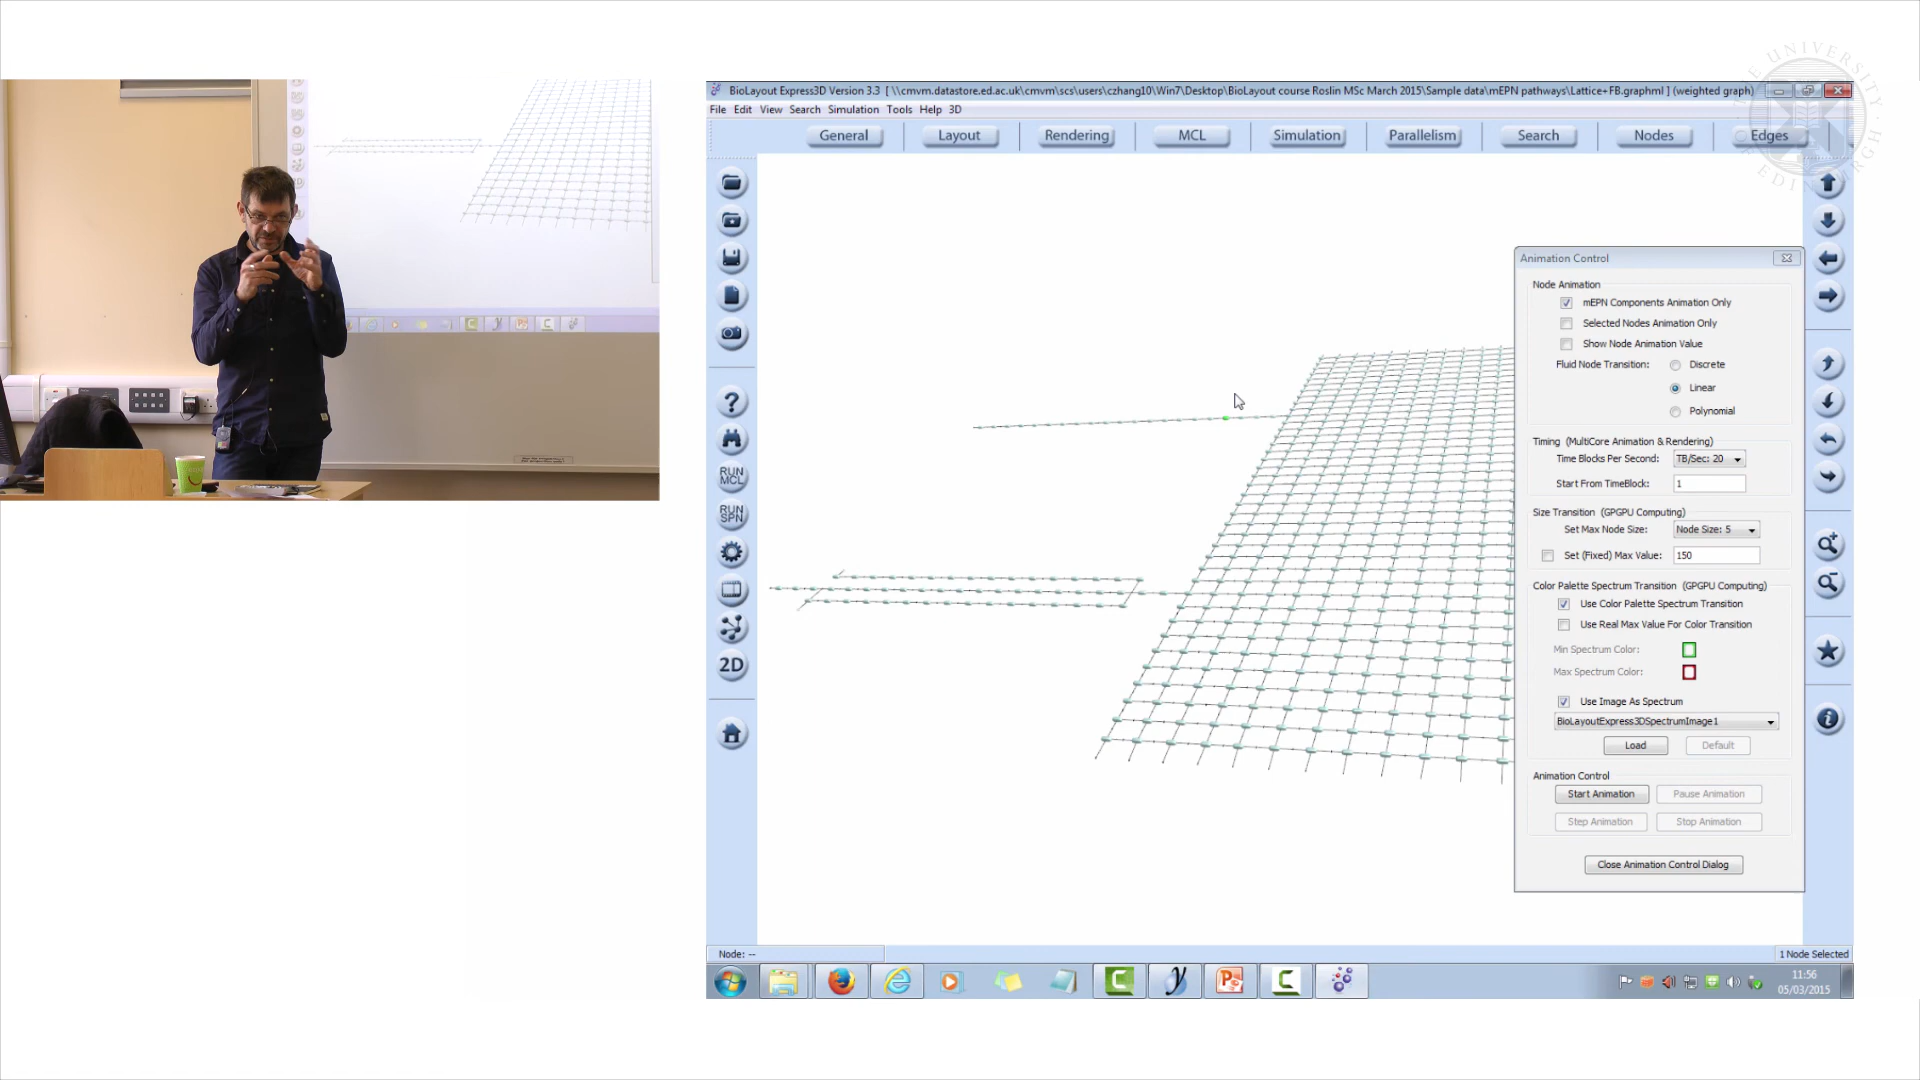 THE UNIVERSITY OF EDINBURGH
BioLayout Express3D Version 3.3 [ \\cmvm.datastore.ed.ac.uk\cmvm\scs\users\czhang10\Win7\Desktop\BioLayout course Roslin MSc March 2015\Sample data\mEPN pathways\Lattice+FB.graphml ] (weighted graph)
File Edit View Search Simulation Tools Help 3D
General Layout Rendering MCL Simulation Parallelism Search Nodes Edges
RUN
MCL
RUN
SPN
2D
Animation Control
Node Animation
mEPN Components Animation Only
Selected Nodes Animation Only
Show Node Animation Value
Fluid Node Transition: Discrete
Linear
Polynomial
Timing (MultiCore Animation & Rendering)
Time Blocks Per Second: TB/Sec: 20
Start From TimeBlock: 1
Size Transition (GPGPU Computing)
Set Max Node Size: Node Size: 5
Set (Fixed) Max Value: 150
Color Palette Spectrum Transition (GPGPU Computing)
Use Color Palette Spectrum Transition
Use Real Max Value For Color Transition
Min Spectrum Color:
Max Spectrum Color:
Use Image As Spectrum
BioLayoutExpress3DSpectrumImage1
Load Default
Animation Control
Start Animation Pause Animation
Step Animation Stop Animation
Close Animation Control Dialog
Node: --
1 Node Selected
11:56
05/03/2015